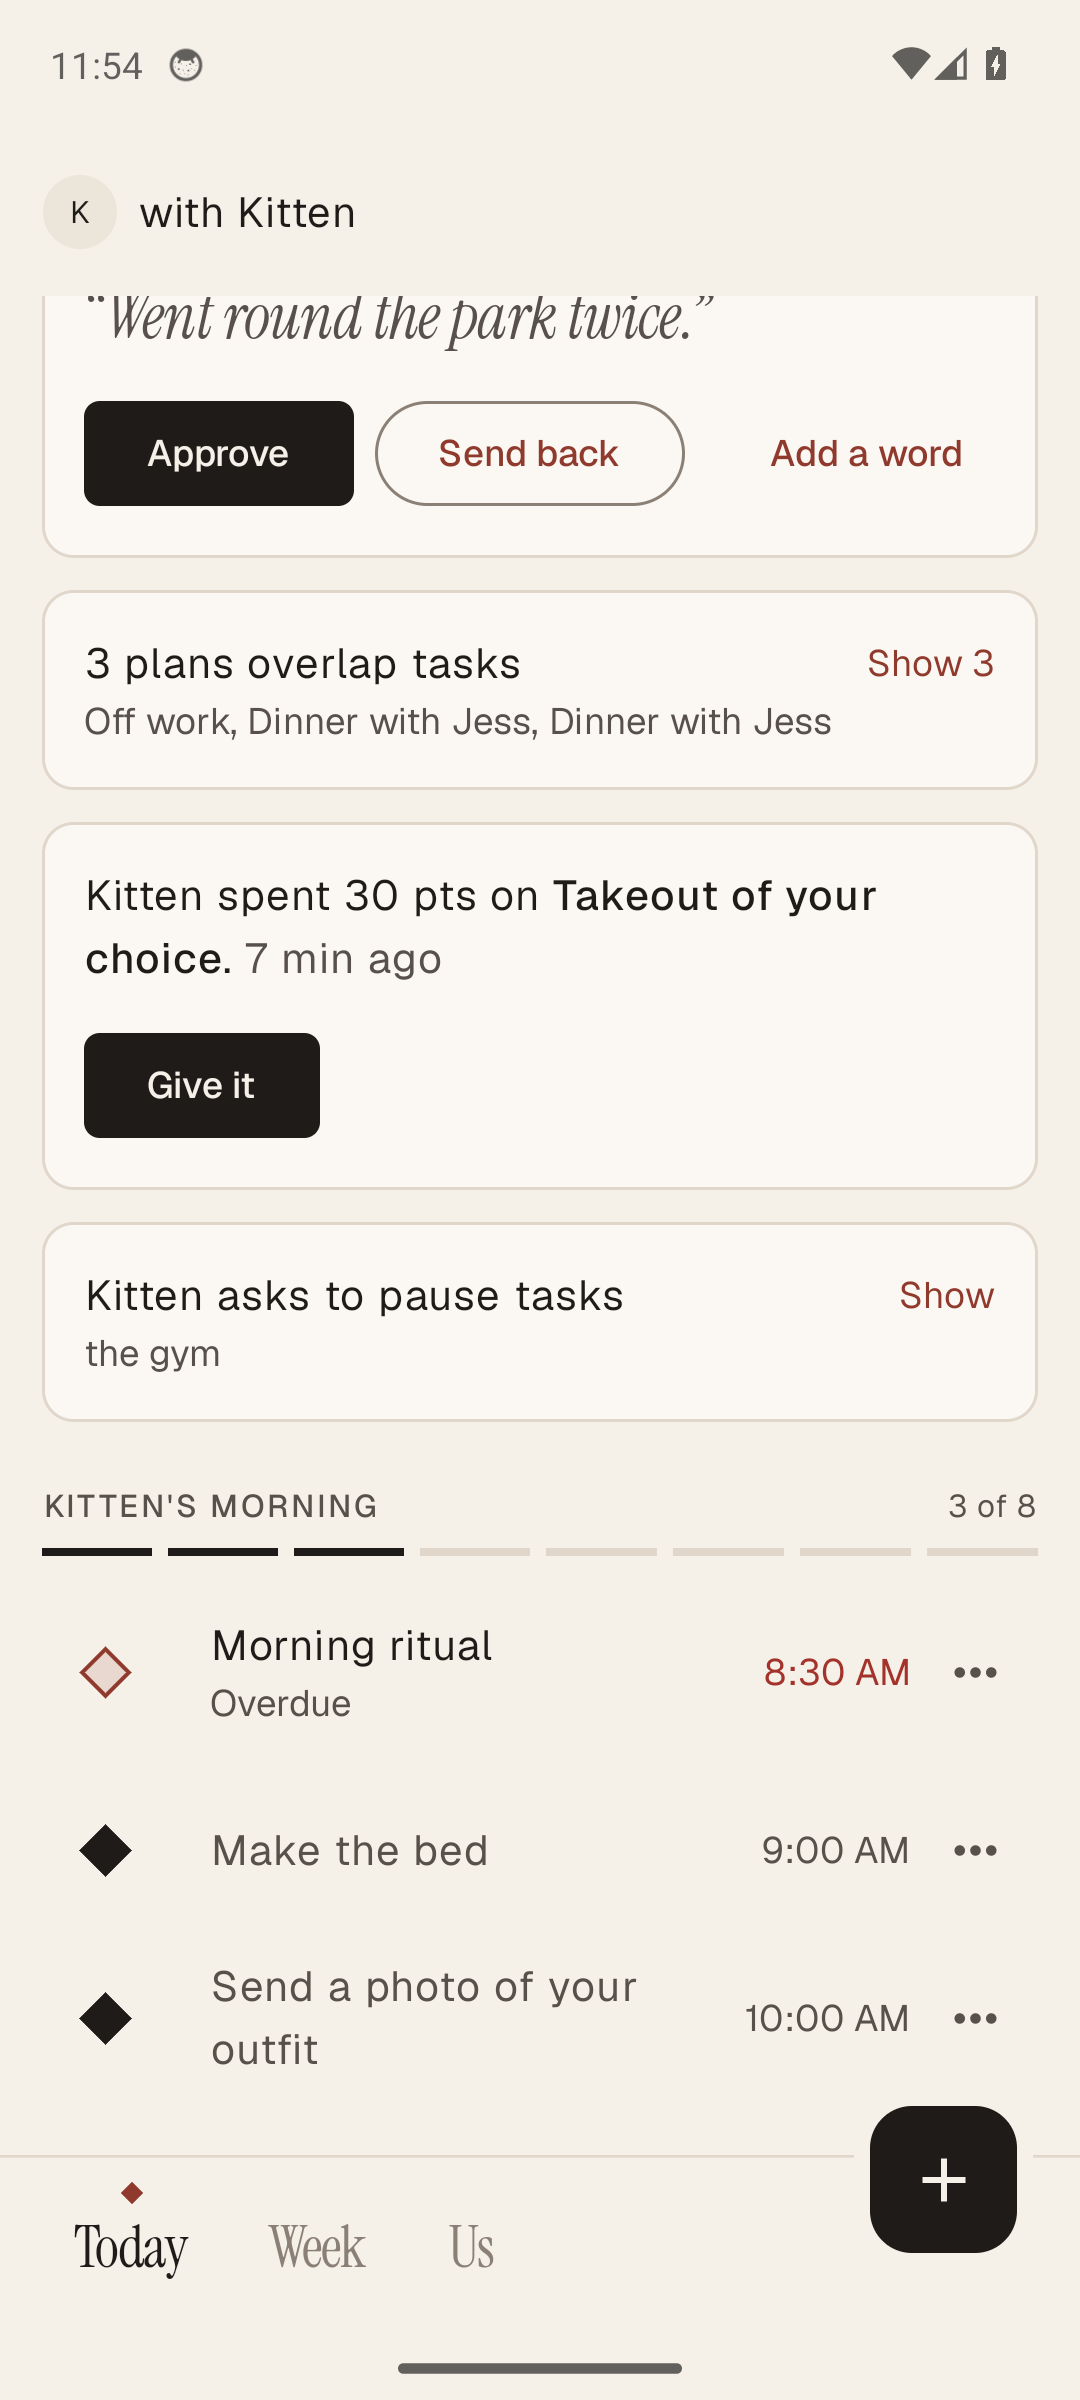 11:54
K
with Kitten
“Went round the park twice.”
Approve
Send back
Add a word
3 plans overlap tasks
Show 3
Off work, Dinner with Jess, Dinner with Jess
Kitten spent 30 pts on Takeout of your
choice. 7 min ago
Give it
Kitten asks to pause tasks
Show
the gym
KITTEN'S MORNING
3 of 8
Morning ritual
Overdue
8:30 AM
Make the bed
9:00 AM
Send a photo of your
outfit
10:00 AM
Today
Week
Us